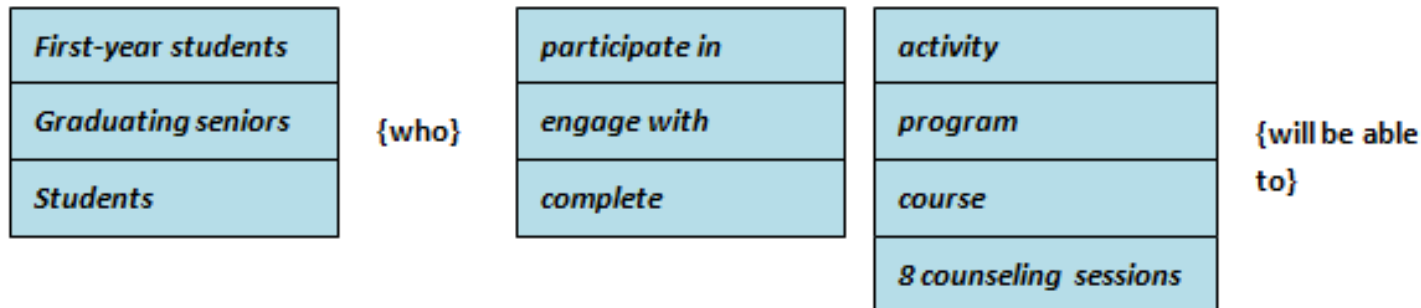 First-year students
Graduating seniors
Students
{who}
participate in
engage with
complete
activity
program
course
8 counseling sessions
{will be able
to}